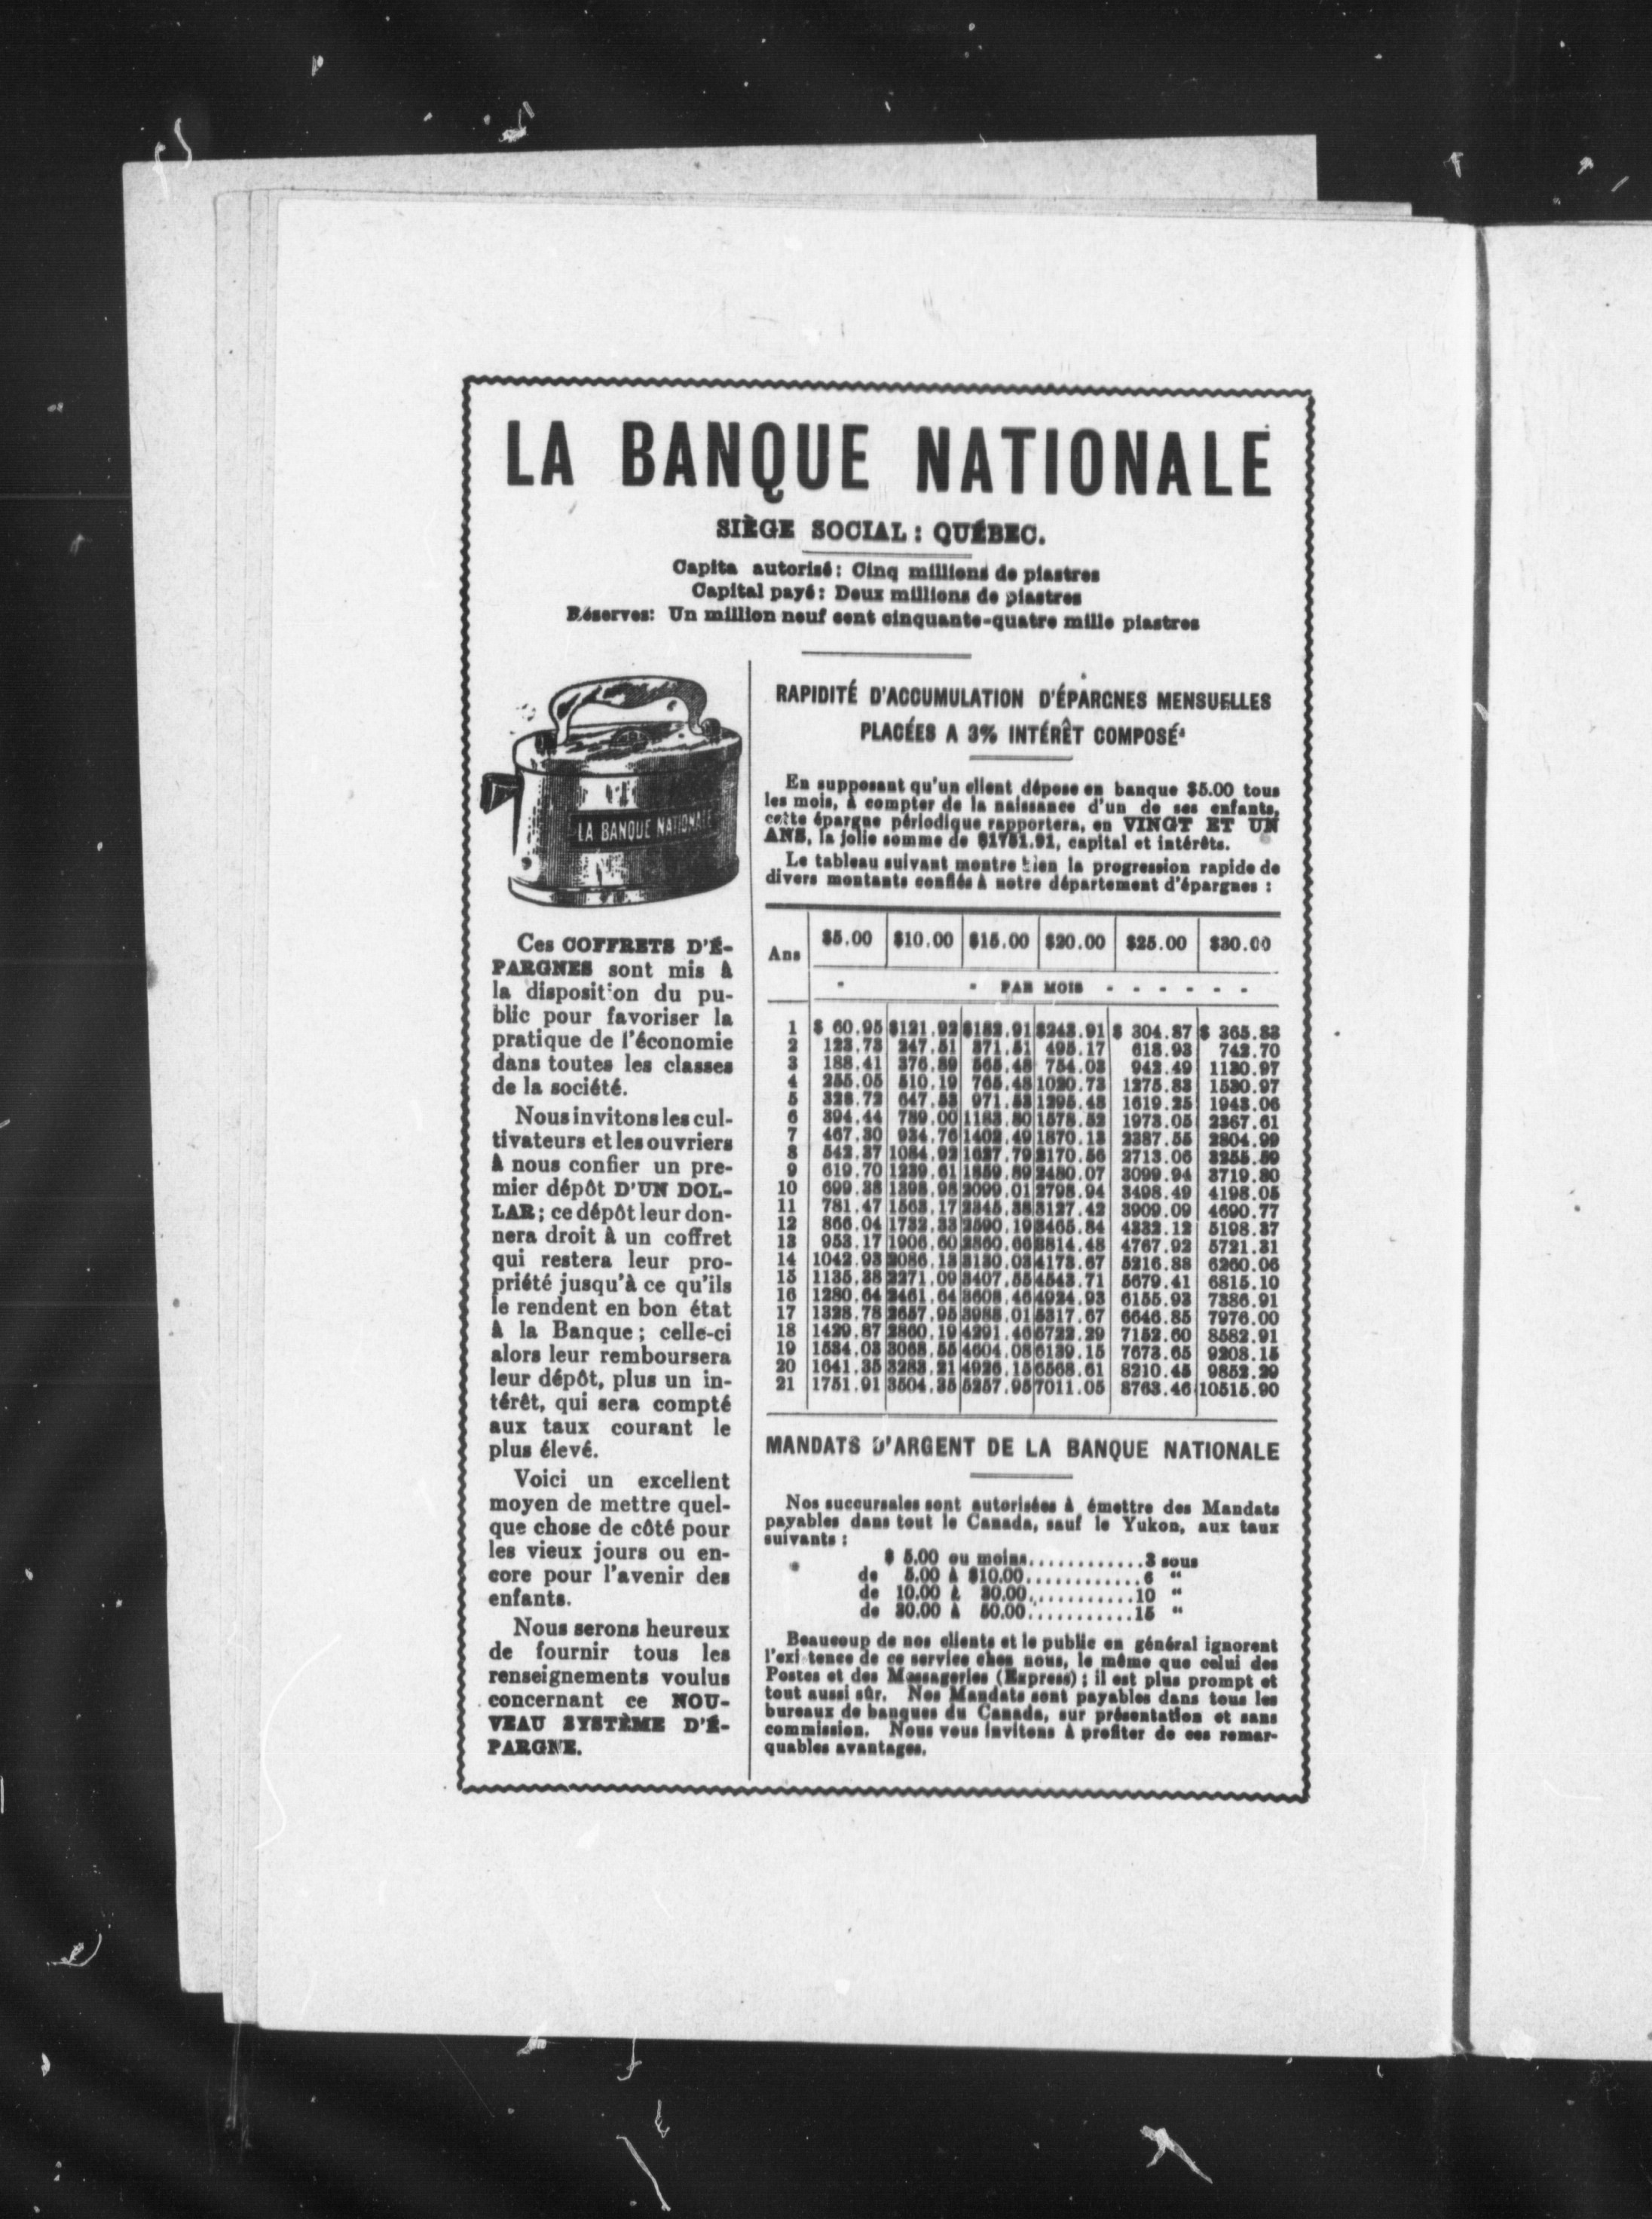 LA BANQUE NATIONALE
SIÈGE SOCIAL : QUÉBEC.
Capita autorisé : Cinq millions de piastres
Capital payé : Deux millions de piastres
Réserves: Un million neuf cent cinquante-quatre mille piastres
LA BANQUE NATIONALE
Ces COFFRETS D'É-
PARGNES sont mis à
la disposition du pu-
blic pour favoriser la
pratique de l'économie
dans toutes les classes
de la société.
Nous invitons les cul-
tivateurs et les ouvriers
à nous confier un pre-
mier dépôt D'UN DOL-
LAR ; ce dépôt leur don-
nera droit à un coffret
qui restera leur pro-
priété jusqu'à ce qu'ils
le rendent en bon état
à la Banque ; celle-ci
alors leur remboursera
leur dépôt, plus un in-
térêt, qui sera compté
aux taux courant le
plus élevé.
Voici un excellent
moyen de mettre quel-
que chose de côté pour
les vieux jours ou en-
core pour l'avenir des
enfants.
Nous serons heureux
de fournir tous les
renseignements voulus
concernant ce NOU-
VEAU SYSTÈME D'É-
PARGNE.
RAPIDITÉ D'ACCUMULATION D'ÉPARGNES MENSUELLES
PLACÉES A 3% INTÉRÊT COMPOSÉ
En supposant qu'un client dépose en banque $5.00 tous
les mois, à compter de la naissance d'un de ses enfants,
cette épargne périodique rapportera, en VINGT ET UN
ANS, la jolie somme de $1751.91, capital et intérêts.
Le tableau suivant montre bien la progression rapide de
divers montants confiés à notre département d'épargnes :
Ans $5.00 $10.00 $15.00 $20.00 $25.00 $30.00
PAR MOIS
1 $ 60.95 $121.92 $182.91 $243.91 $ 304.87 $ 365.83
2 123.73 247.51 371.51 495.17 618.93 742.70
3 188.41 376.89 565.48 754.03 942.49 1130.97
4 255.05 510.19 765.48 1020.73 1275.83 1530.97
5 323.72 647.53 971.53 1295.48 1619.25 1943.06
6 394.44 789.00 1183.80 1578.52 1973.05 2367.61
7 467.30 934.76 1402.49 1870.13 2337.55 2804.99
8 542.37 1084.92 1627.79 2170.56 2713.06 3255.59
9 619.70 1239.61 1859.89 2480.07 3099.94 3719.80
10 699.38 1398.98 2099.01 2798.94 3498.49 4198.05
11 781.47 1563.17 2345.38 3127.42 3909.09 4690.77
12 866.04 1732.33 2590.19 3465.84 4332.12 5198.37
13 953.17 1906.60 2860.66 3814.48 4767.92 5721.31
14 1042.93 2086.13 3130.03 4173.67 5216.88 6260.06
15 1135.38 2271.09 3407.55 4543.71 5679.41 6815.10
16 1230.64 2461.64 3608.46 4924.93 6155.93 7386.91
17 1328.78 2657.95 3988.01 5317.67 6646.85 7976.00
18 1429.87 2860.19 4291.46 5722.29 7152.60 8582.91
19 1534.03 3068.55 4604.08 6139.15 7673.65 9208.15
20 1641.35 3283.21 4926.15 6568.61 8210.45 9852.29
21 1751.91 3504.35 5257.95 7011.05 8763.46 10515.90
MANDATS D'ARGENT DE LA BANQUE NATIONALE
Nos succursales sont autorisées à émettre des Mandats
payables dans tout le Canada, sauf le Yukon, aux taux
suivants :
$ 5.00 ou moins............3 sous
de 5.00 à $10.00............6 "
de 10.00 à 30.00...........10 "
de 30.00 à 50.00...........15 "
Beaucoup de nos clients et le public en général ignorent
l'exi tence de ce service chez nous, le même que celui des
Postes et des Messageries (Express) ; il est plus prompt et
tout aussi sûr. Nos Mandats sont payables dans tous les
bureaux de banques du Canada, sur présentation et sans
commission. Nous vous invitons à profiter de ces remar-
quables avantages.